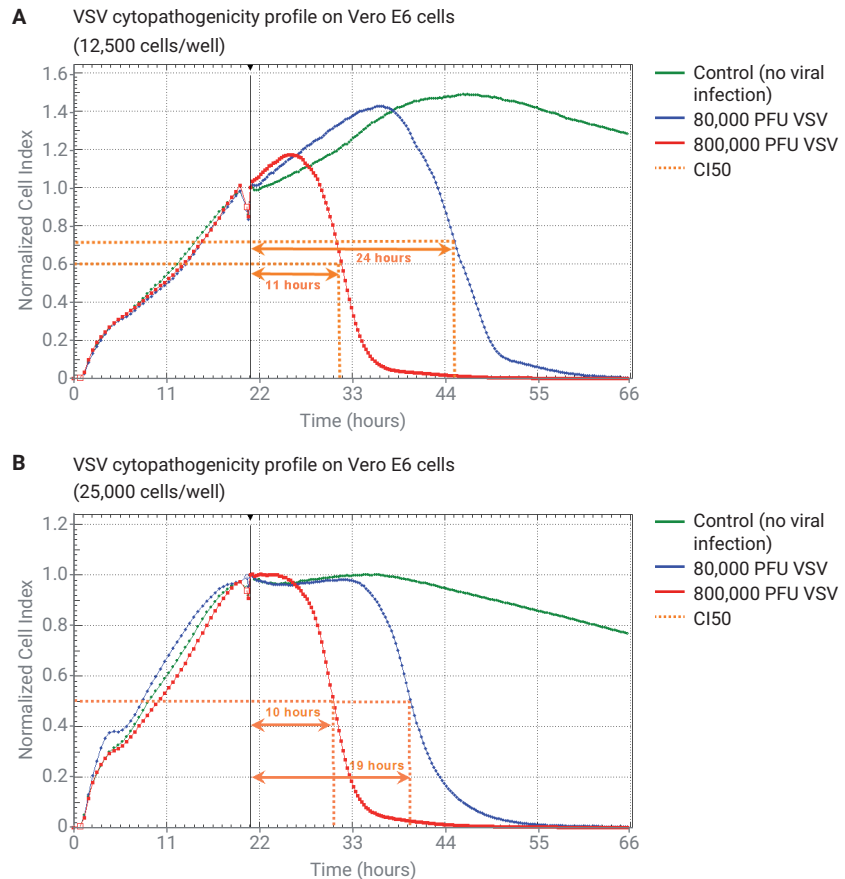 A
VSV cytopathogenicity profile on Vero E6 cells
(12,500 cells/well)
Normalized Cell Index
1.6
1.4
1.2
1.0
0.8
0.6
0.4
0.2
0
24 hours
11 hours
0
11
22
33
44
55
66
Time (hours)
Control (no viral
infection)
80,000 PFU VSV
800,000 PFU VSV
CI50
B
VSV cytopathogenicity profile on Vero E6 cells
(25,000 cells/well)
Normalized Cell Index
1.2
1.0
0.8
0.6
0.4
0.2
0
10 hours
19 hours
0
11
22
33
44
55
66
Time (hours)
Control (no viral
infection)
80,000 PFU VSV
800,000 PFU VSV
CI50